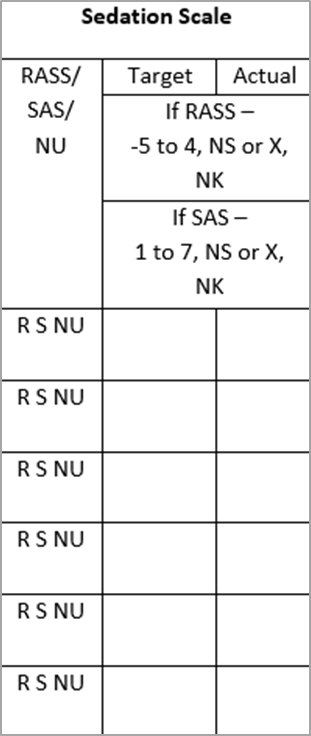 Sedation Scale
RASS/
SAS/
NU
Target
Actual
If RASS –
-5 to 4, NS or X,
NK
If SAS –
1 to 7, NS or X,
NK
R S NU
R S NU
R S NU
R S NU
R S NU
R S NU